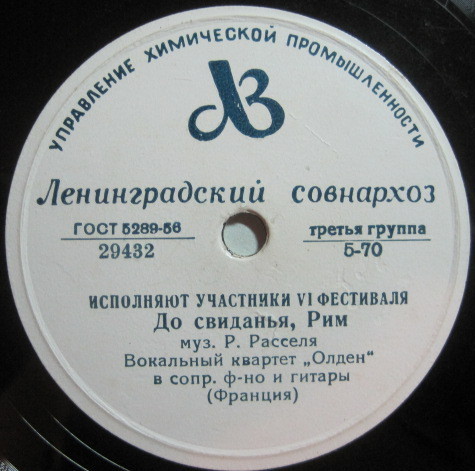 УПРАВЛЕНИЕ ХИМИЧЕСКОЙ ПРОМЫШЛЕННОСТИ
ЛЗ
Ленинградский совнархоз
ГОСТ 5289-56 третья группа
29432 5-70
ИСПОЛНЯЮТ УЧАСТНИКИ VI ФЕСТИВАЛЯ
До свиданья, Рим
муз. Р. Расселя
Вокальный квартет „Олден“
в сопр. ф-но и гитары
(Франция)